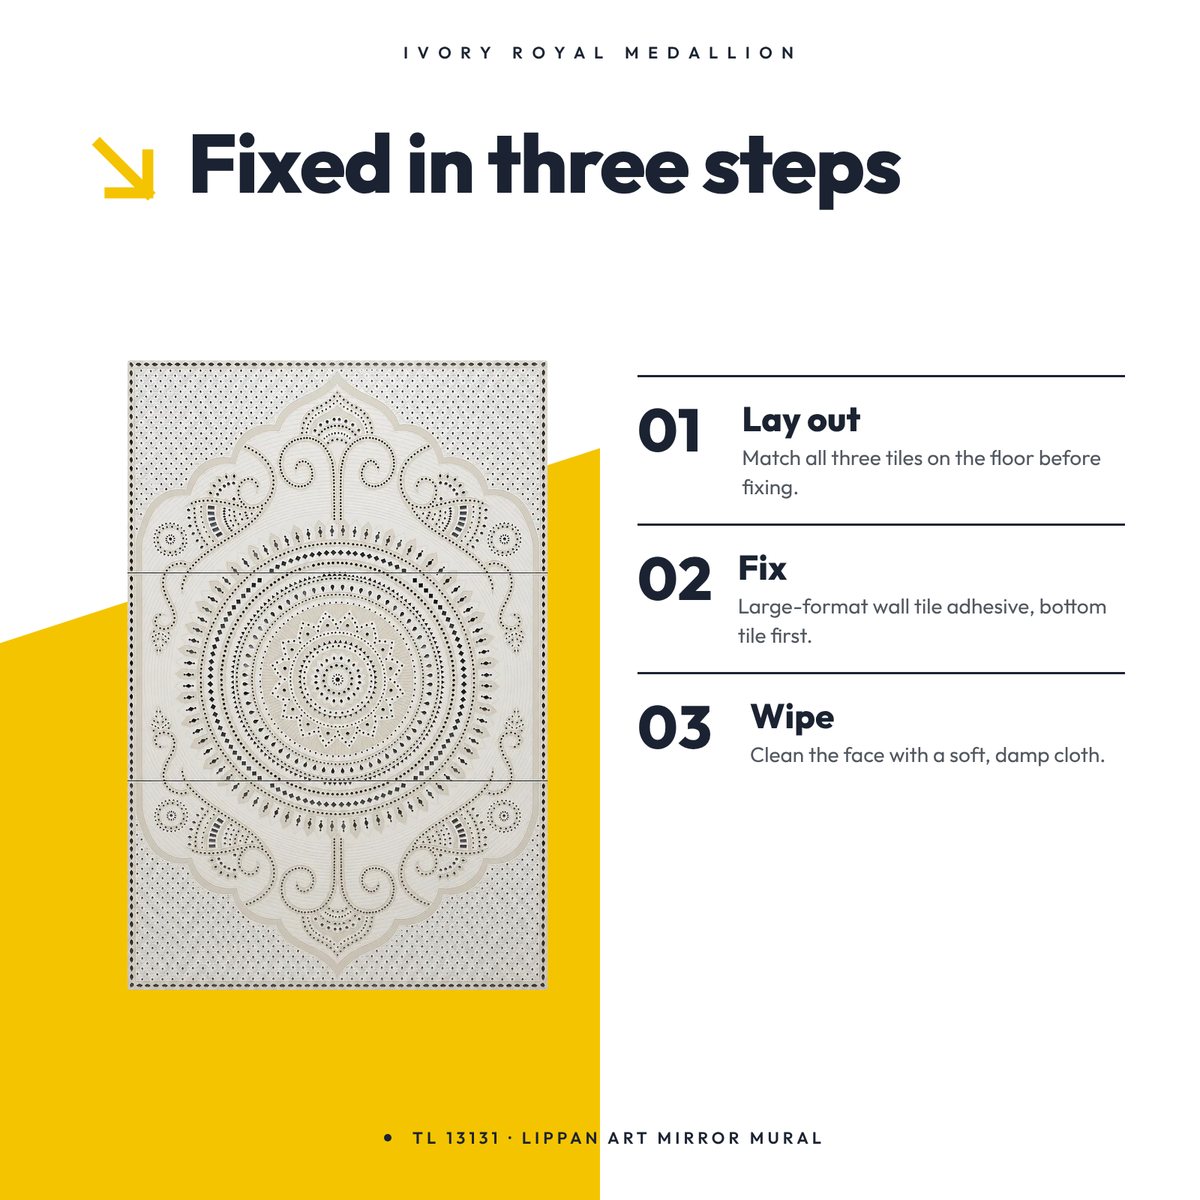 IVORY ROYAL MEDALLION
Fixed in three steps
01 Lay out
Match all three tiles on the floor before
fixing.
02 Fix
Large-format wall tile adhesive, bottom
tile first.
03 Wipe
Clean the face with a soft, damp cloth.
• TL 13131 · LIPPAN ART MIRROR MURAL